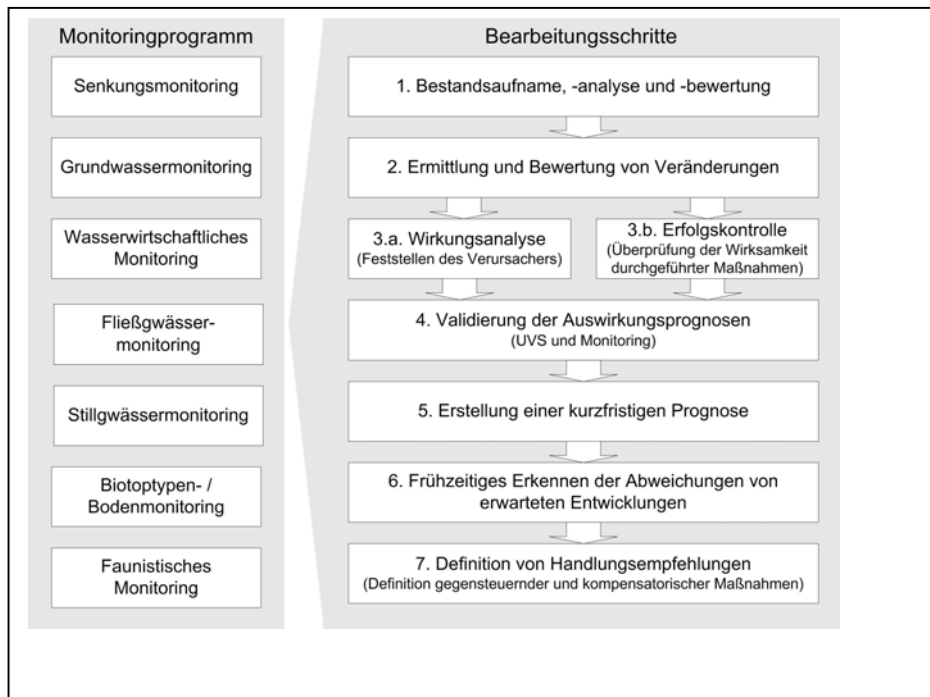 Monitoringprogramm
Senkungsmonitoring
Grundwassermonitoring
Wasserwirtschaftliches
Monitoring
Fließgwässer-
monitoring
Stillgwässermonitoring
Biotoptypen- /
Bodenmonitoring
Faunistisches
Monitoring
Bearbeitungsschritte
1. Bestandsaufname, -analyse und -bewertung
2. Ermittlung und Bewertung von Veränderungen
3.a. Wirkungsanalyse
(Feststellen des Verursachers)
3.b. Erfolgskontrolle
(Überprüfung der Wirksamkeit
durchgeführter Maßnahmen)
4. Validierung der Auswirkungsprognosen
(UVS und Monitoring)
5. Erstellung einer kurzfristigen Prognose
6. Frühzeitiges Erkennen der Abweichungen von
erwarteten Entwicklungen
7. Definition von Handlungsempfehlungen
(Definition gegensteuernder und kompensatorischer Maßnahmen)